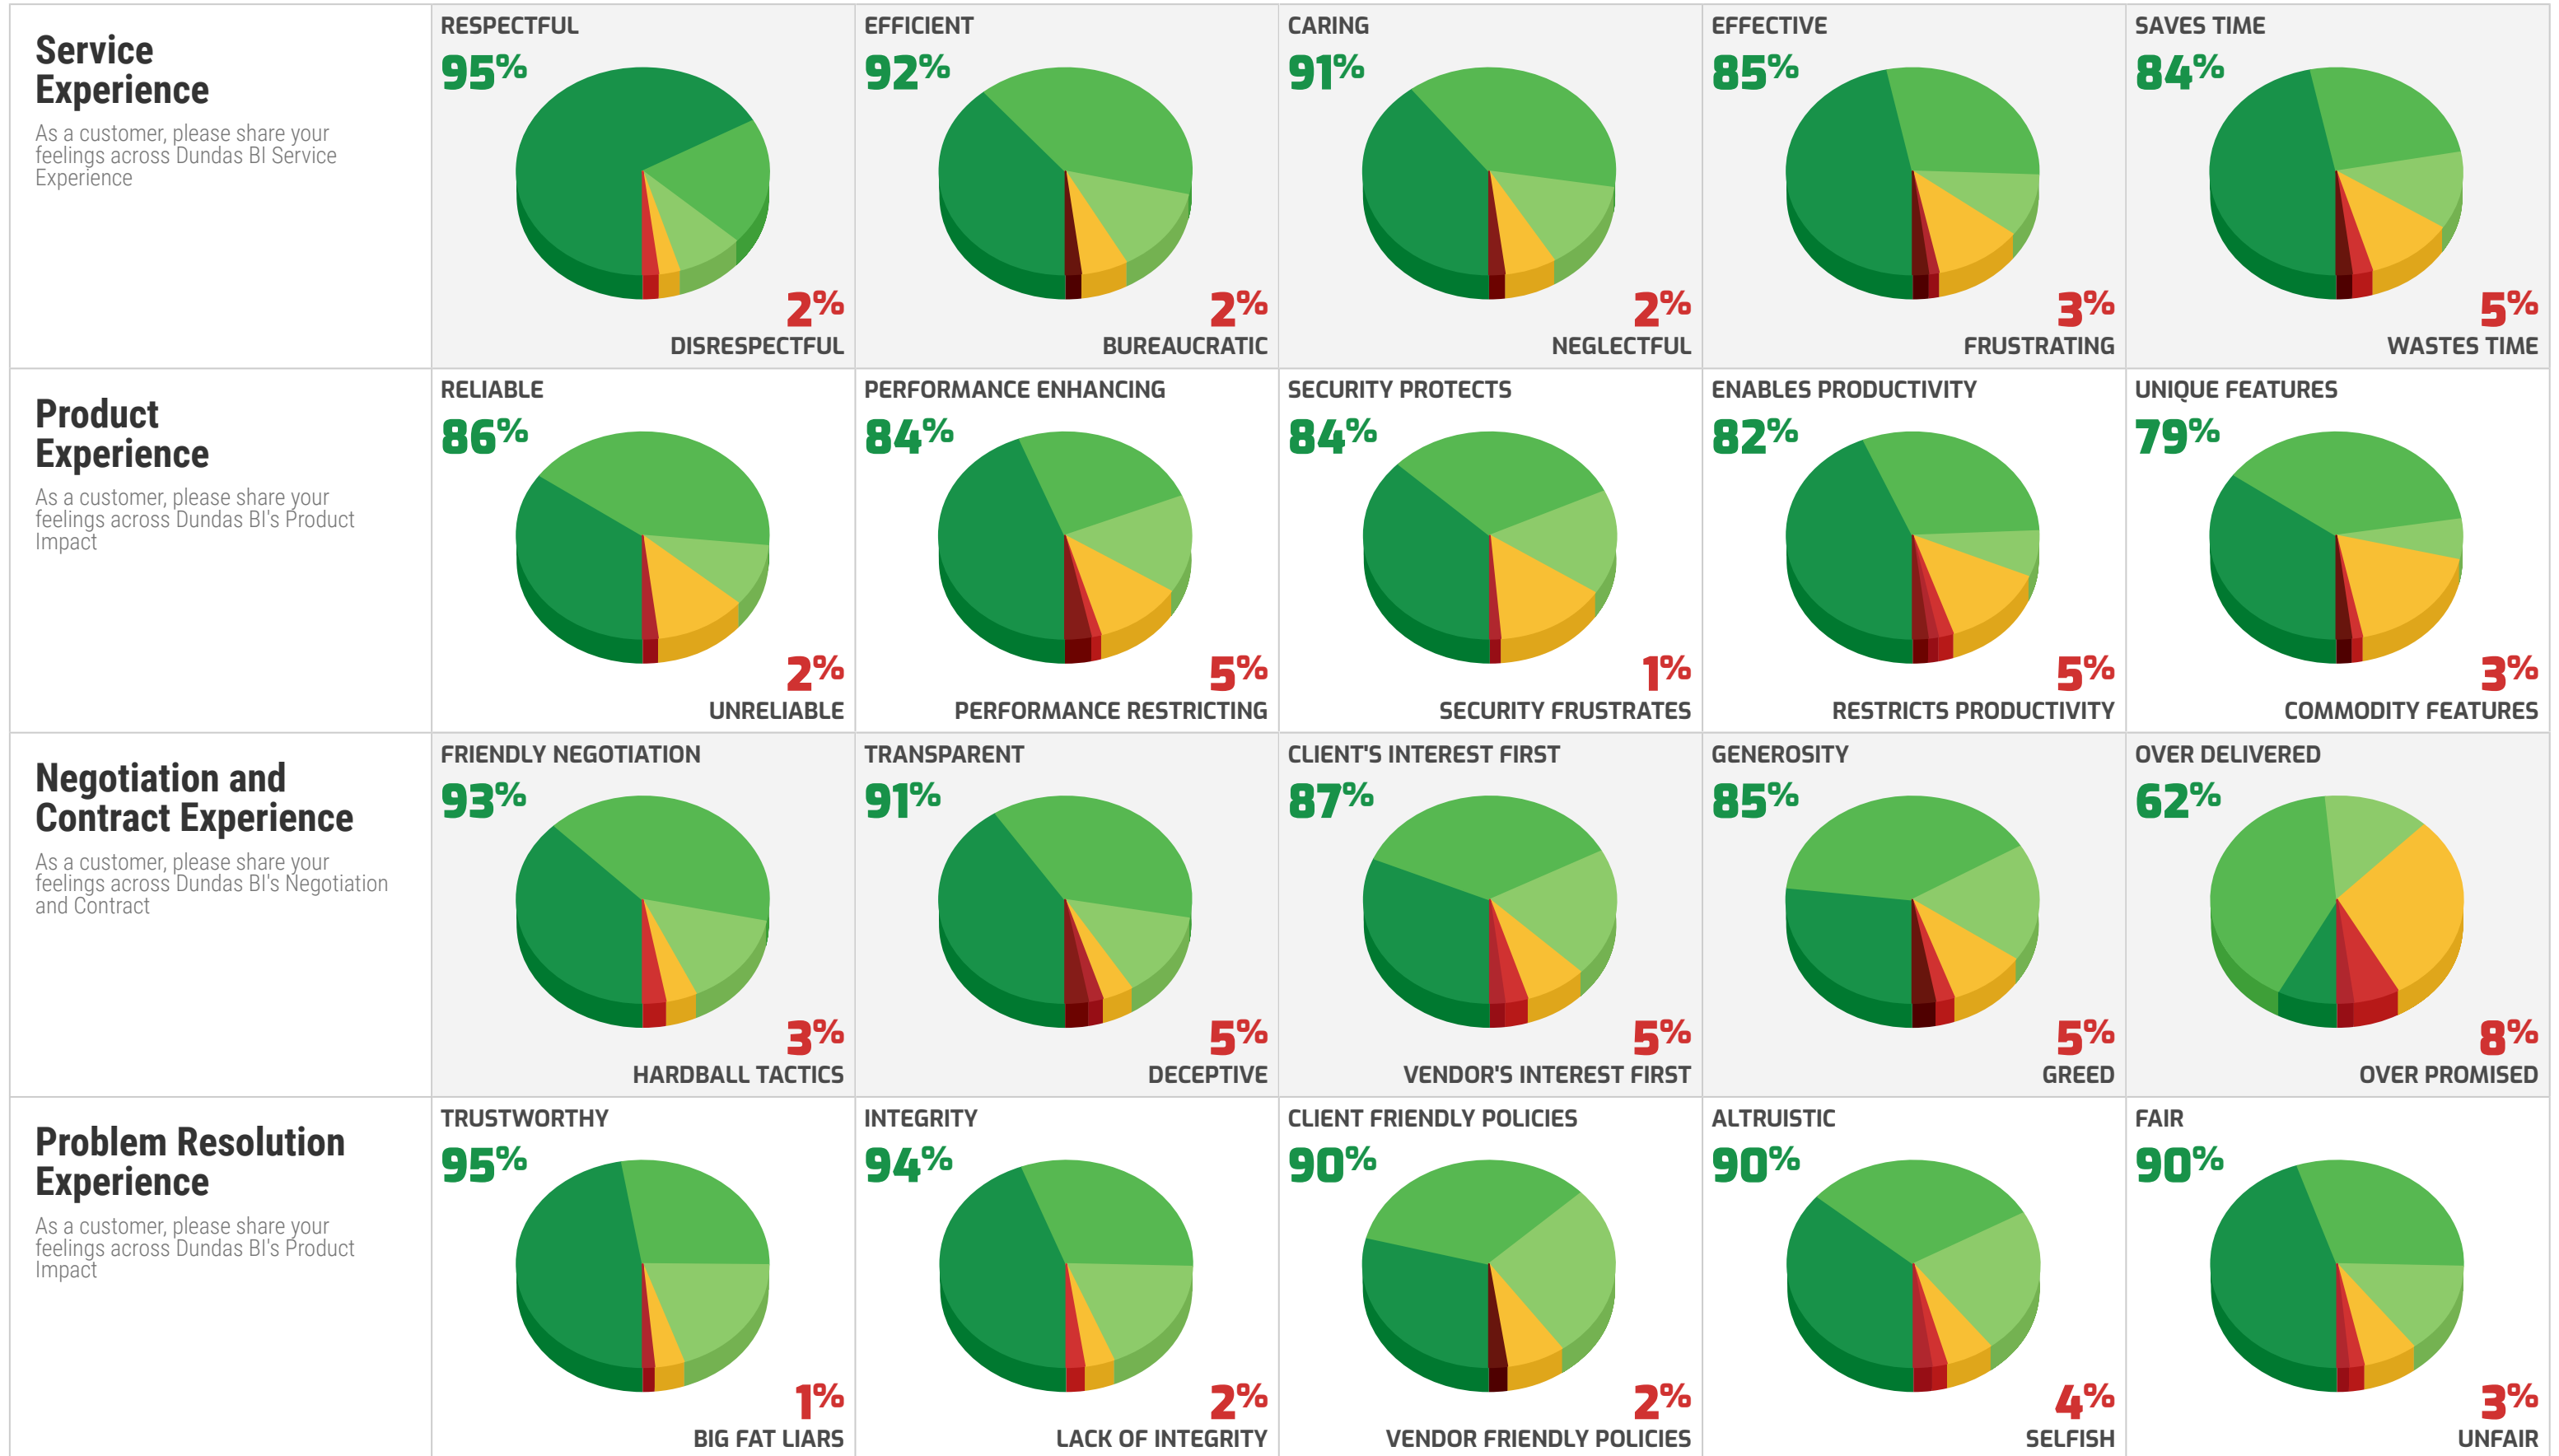 Service
Experience
As a customer, please share your
feelings across Dundas BI Service
Experience
RESPECTFUL
95%
2%
DISRESPECTFUL
EFFICIENT
92%
2%
BUREAUCRATIC
CARING
91%
2%
NEGLECTFUL
EFFECTIVE
85%
3%
FRUSTRATING
SAVES TIME
84%
5%
WASTES TIME
Product
Experience
As a customer, please share your
feelings across Dundas BI's Product
Impact
RELIABLE
86%
2%
UNRELIABLE
PERFORMANCE ENHANCING
84%
5%
PERFORMANCE RESTRICTING
SECURITY PROTECTS
84%
1%
SECURITY FRUSTRATES
ENABLES PRODUCTIVITY
82%
5%
RESTRICTS PRODUCTIVITY
UNIQUE FEATURES
79%
3%
COMMODITY FEATURES
Negotiation and
Contract Experience
As a customer, please share your
feelings across Dundas BI's Negotiation
and Contract
FRIENDLY NEGOTIATION
93%
3%
HARDBALL TACTICS
TRANSPARENT
91%
5%
DECEPTIVE
CLIENT'S INTEREST FIRST
87%
5%
VENDOR'S INTEREST FIRST
GENEROSITY
85%
5%
GREED
OVER DELIVERED
62%
8%
OVER PROMISED
Problem Resolution
Experience
As a customer, please share your
feelings across Dundas BI's Product
Impact
TRUSTWORTHY
95%
1%
BIG FAT LIARS
INTEGRITY
94%
2%
LACK OF INTEGRITY
CLIENT FRIENDLY POLICIES
90%
2%
VENDOR FRIENDLY POLICIES
ALTRUISTIC
90%
4%
SELFISH
FAIR
90%
3%
UNFAIR